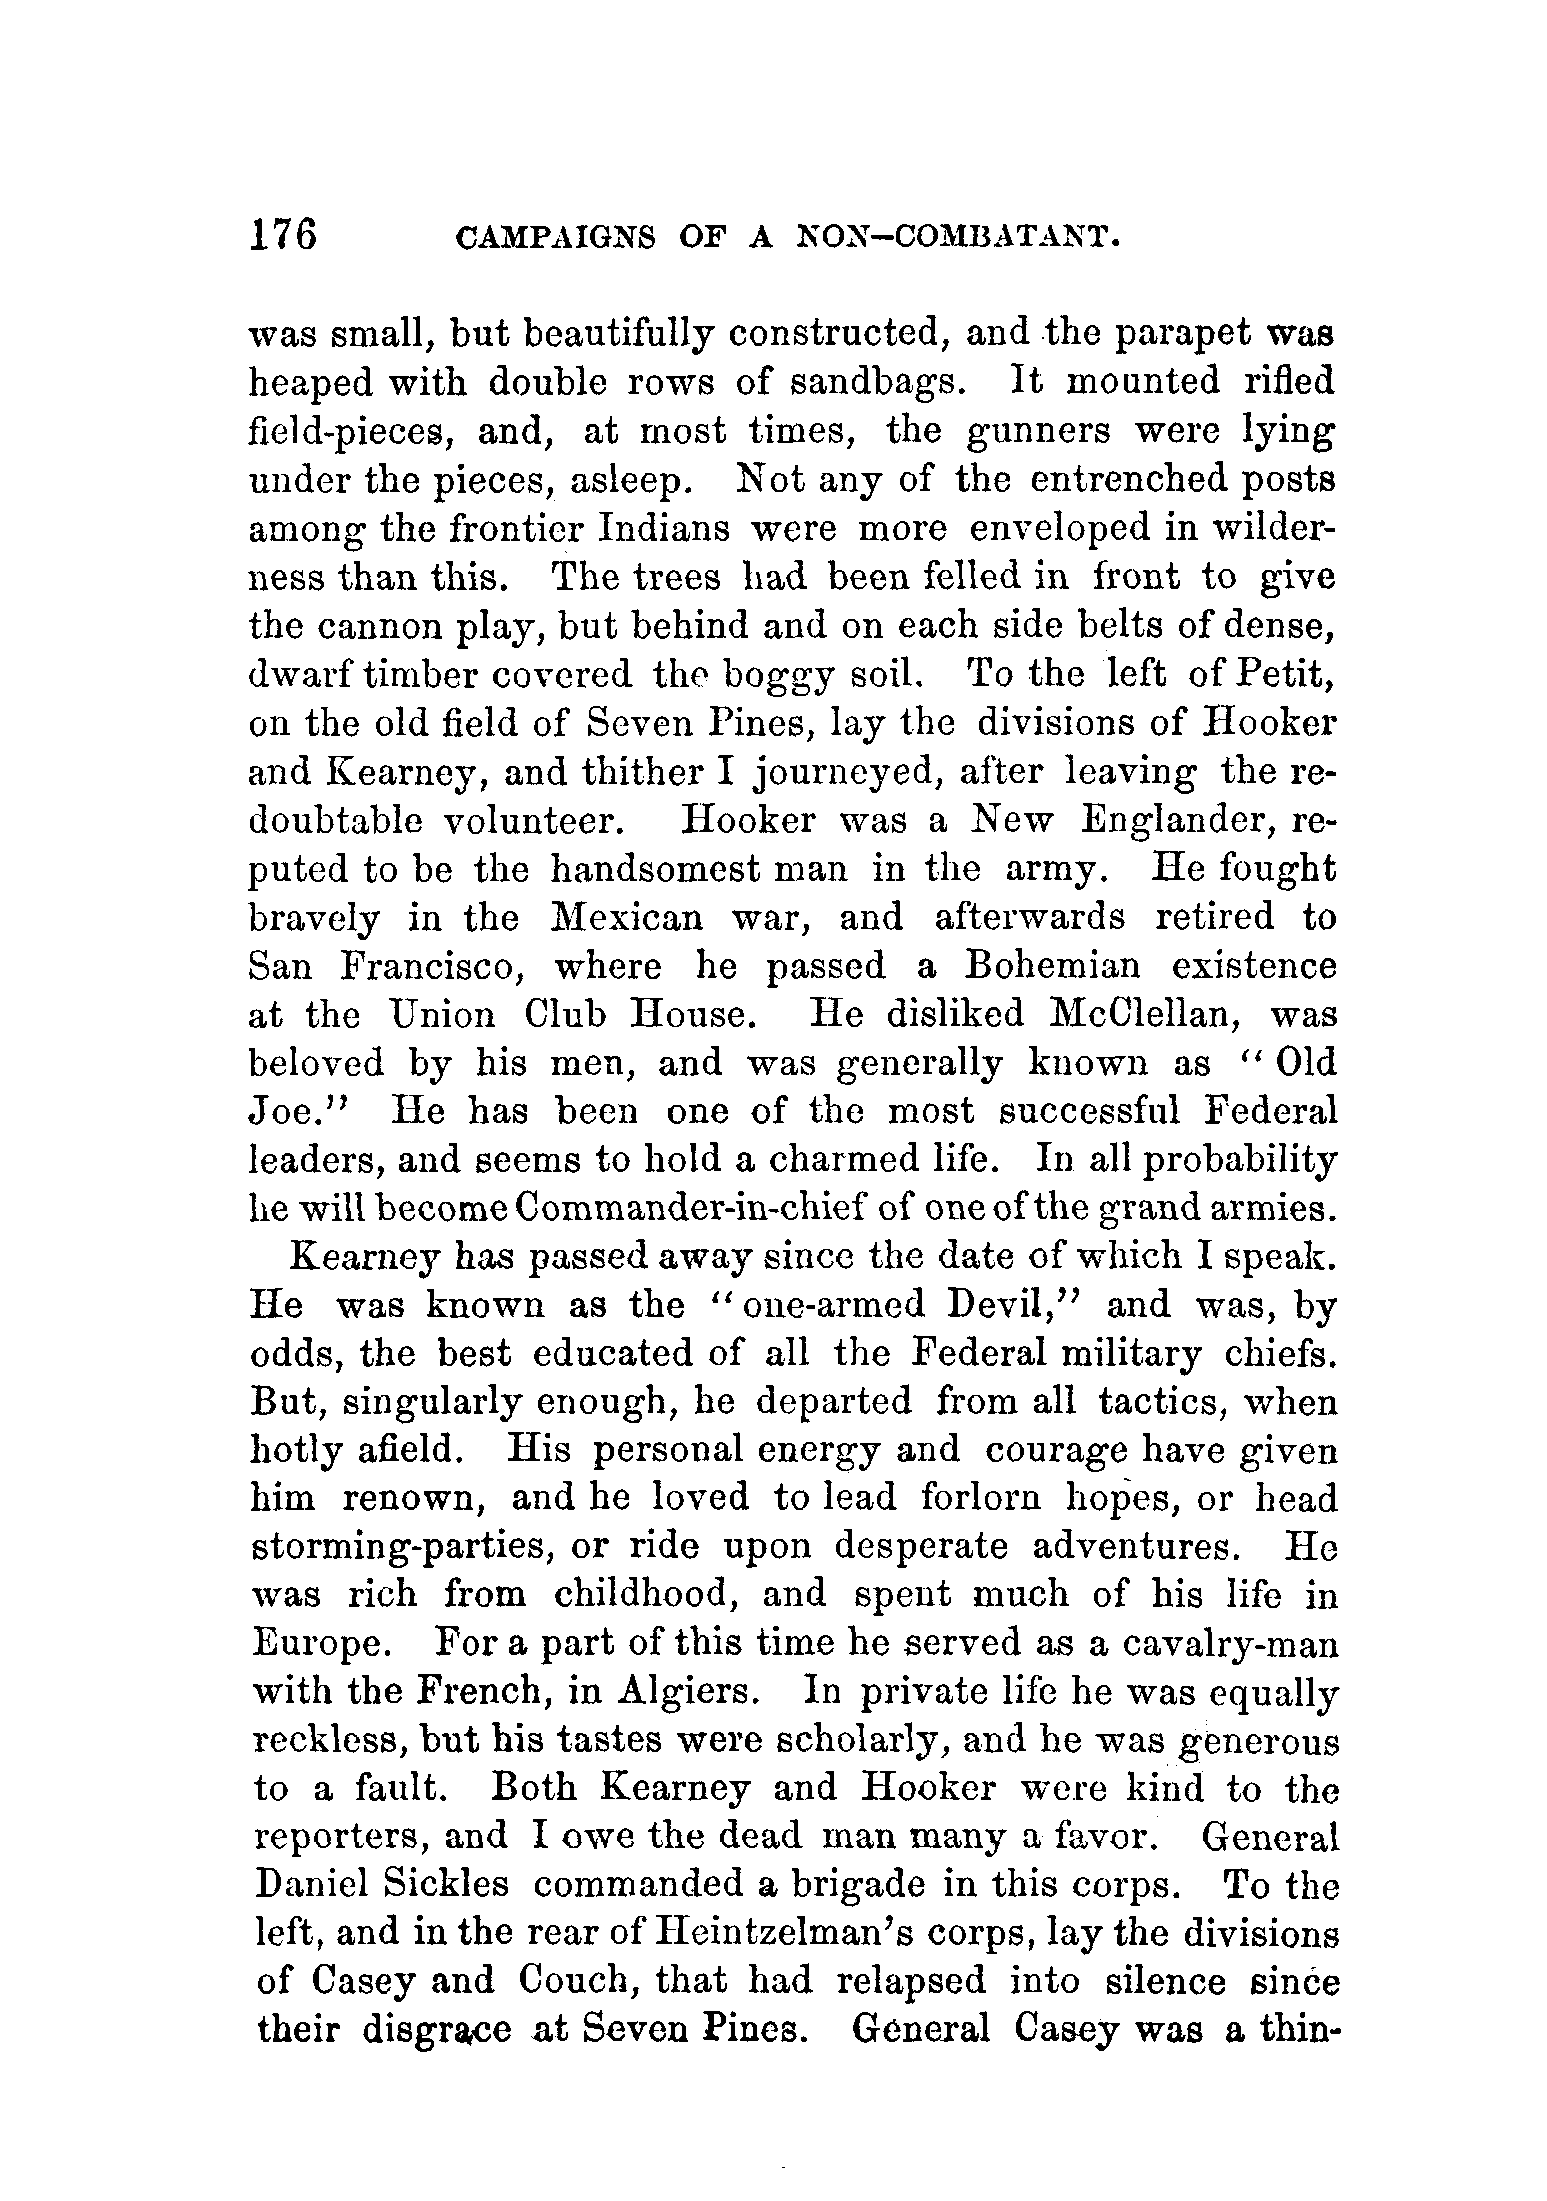 176 CAMPAIGNS OF A NON-COMBATANT.
was small, but beautifully constructed, and the parapet was
heaped with double rows of sandbags. It mounted rifled
field-pieces, and, at most times, the gunners were lying
under the pieces, asleep. Not any of the entrenched posts
among the frontier Indians were more enveloped in wilder-
ness than this. The trees had been felled in front to give
the cannon play, but behind and on each side belts of dense,
dwarf timber covered the boggy soil. To the left of Petit,
on the old field of Seven Pines, lay the divisions of Hooker
and Kearney, and thither I journeyed, after leaving the re-
doubtable volunteer. Hooker was a New Englander, re-
puted to be the handsomest man in the army. He fought
bravely in the Mexican war, and afterwards retired to
San Francisco, where he passed a Bohemian existence
at the Union Club House. He disliked McClellan, was
beloved by his men, and was generally known as "Old
Joe." He has been one of the most successful Federal
leaders, and seems to hold a charmed life. In all probability
he will become Commander-in-chief of one of the grand armies.
Kearney has passed away since the date of which I speak.
He was known as the "one-armed Devil," and was, by
odds, the best educated of all the Federal military chiefs.
But, singularly enough, he departed from all tactics, when
hotly afield. His personal energy and courage have given
him renown, and he loved to lead forlorn hopes, or head
storming-parties, or ride upon desperate adventures. He
was rich from childhood, and spent much of his life in
Europe. For a part of this time he served as a cavalry-man
with the French, in Algiers. In private life he was equally
reckless, but his tastes were scholarly, and he was generous
to a fault. Both Kearney and Hooker were kind to the
reporters, and I owe the dead man many a favor. General
Daniel Sickles commanded a brigade in this corps. To the
left, and in the rear of Heintzelman's corps, lay the divisions
of Casey and Couch, that had relapsed into silence since
their disgrace at Seven Pines. General Casey was a thin-